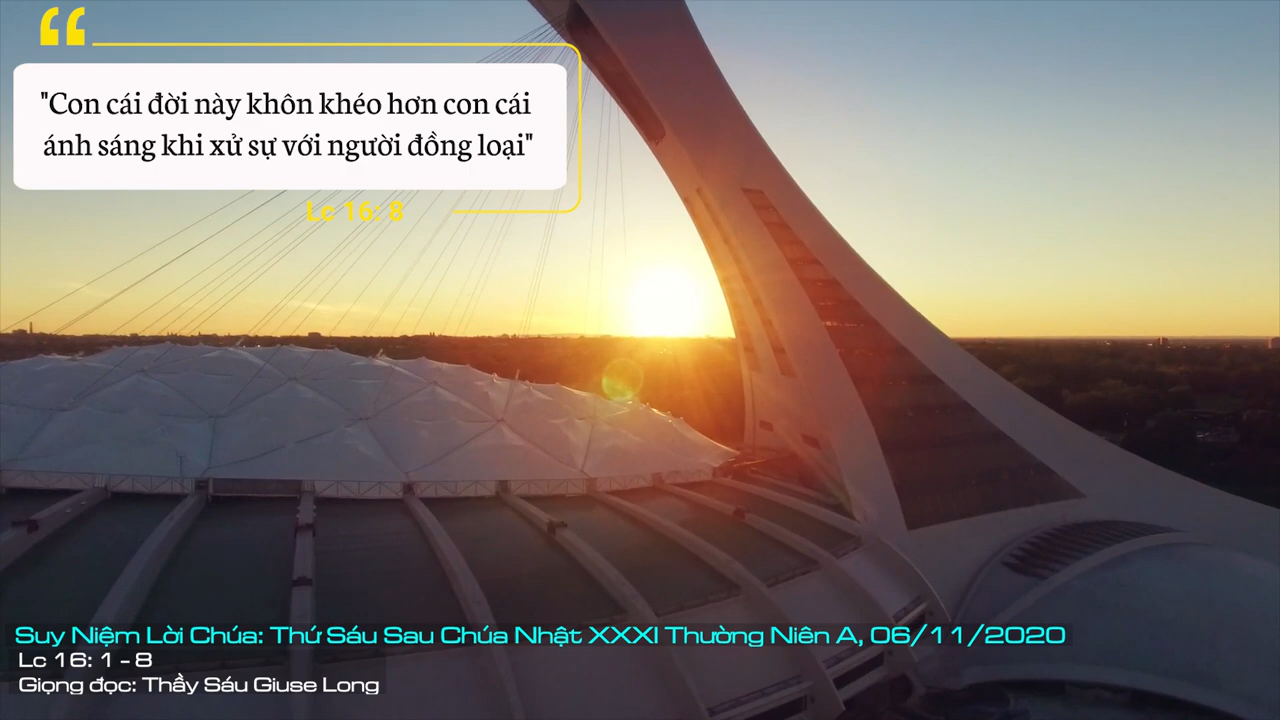 "Con cái đời này khôn khéo hơn con cái
ánh sáng khi xử sự với người đồng loại"
Lc 16: 8
Suy Niệm Lời Chúa: Thứ Sáu Sau Chúa Nhật XXXI Thường Niên A, 06/11/2020
Lc 16: 1 - 8
Giọng đọc: Thầy Sáu Giuse Long